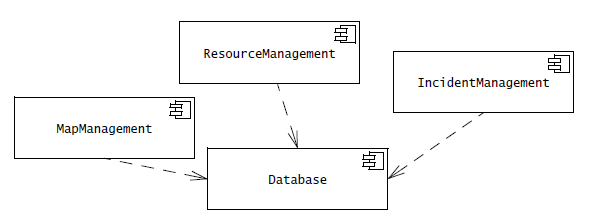 ResourceManagement
IncidentManagement
MapManagement
Database